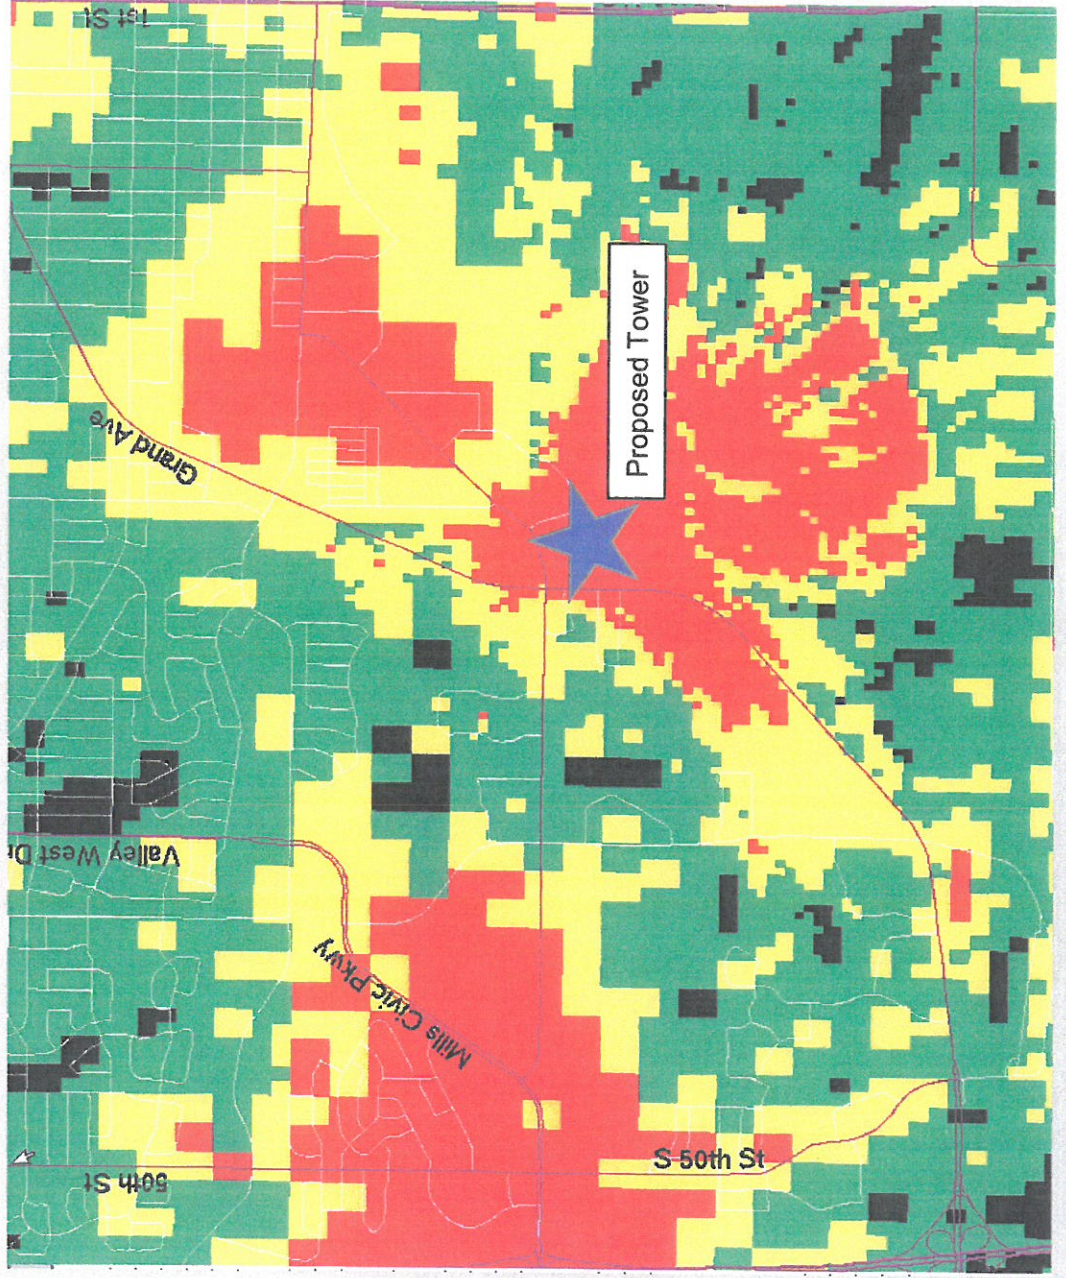 1st St
Grand Ave
Proposed Tower
Valley West Dr
Mills Civic Pkwy
50th St
S 50th St